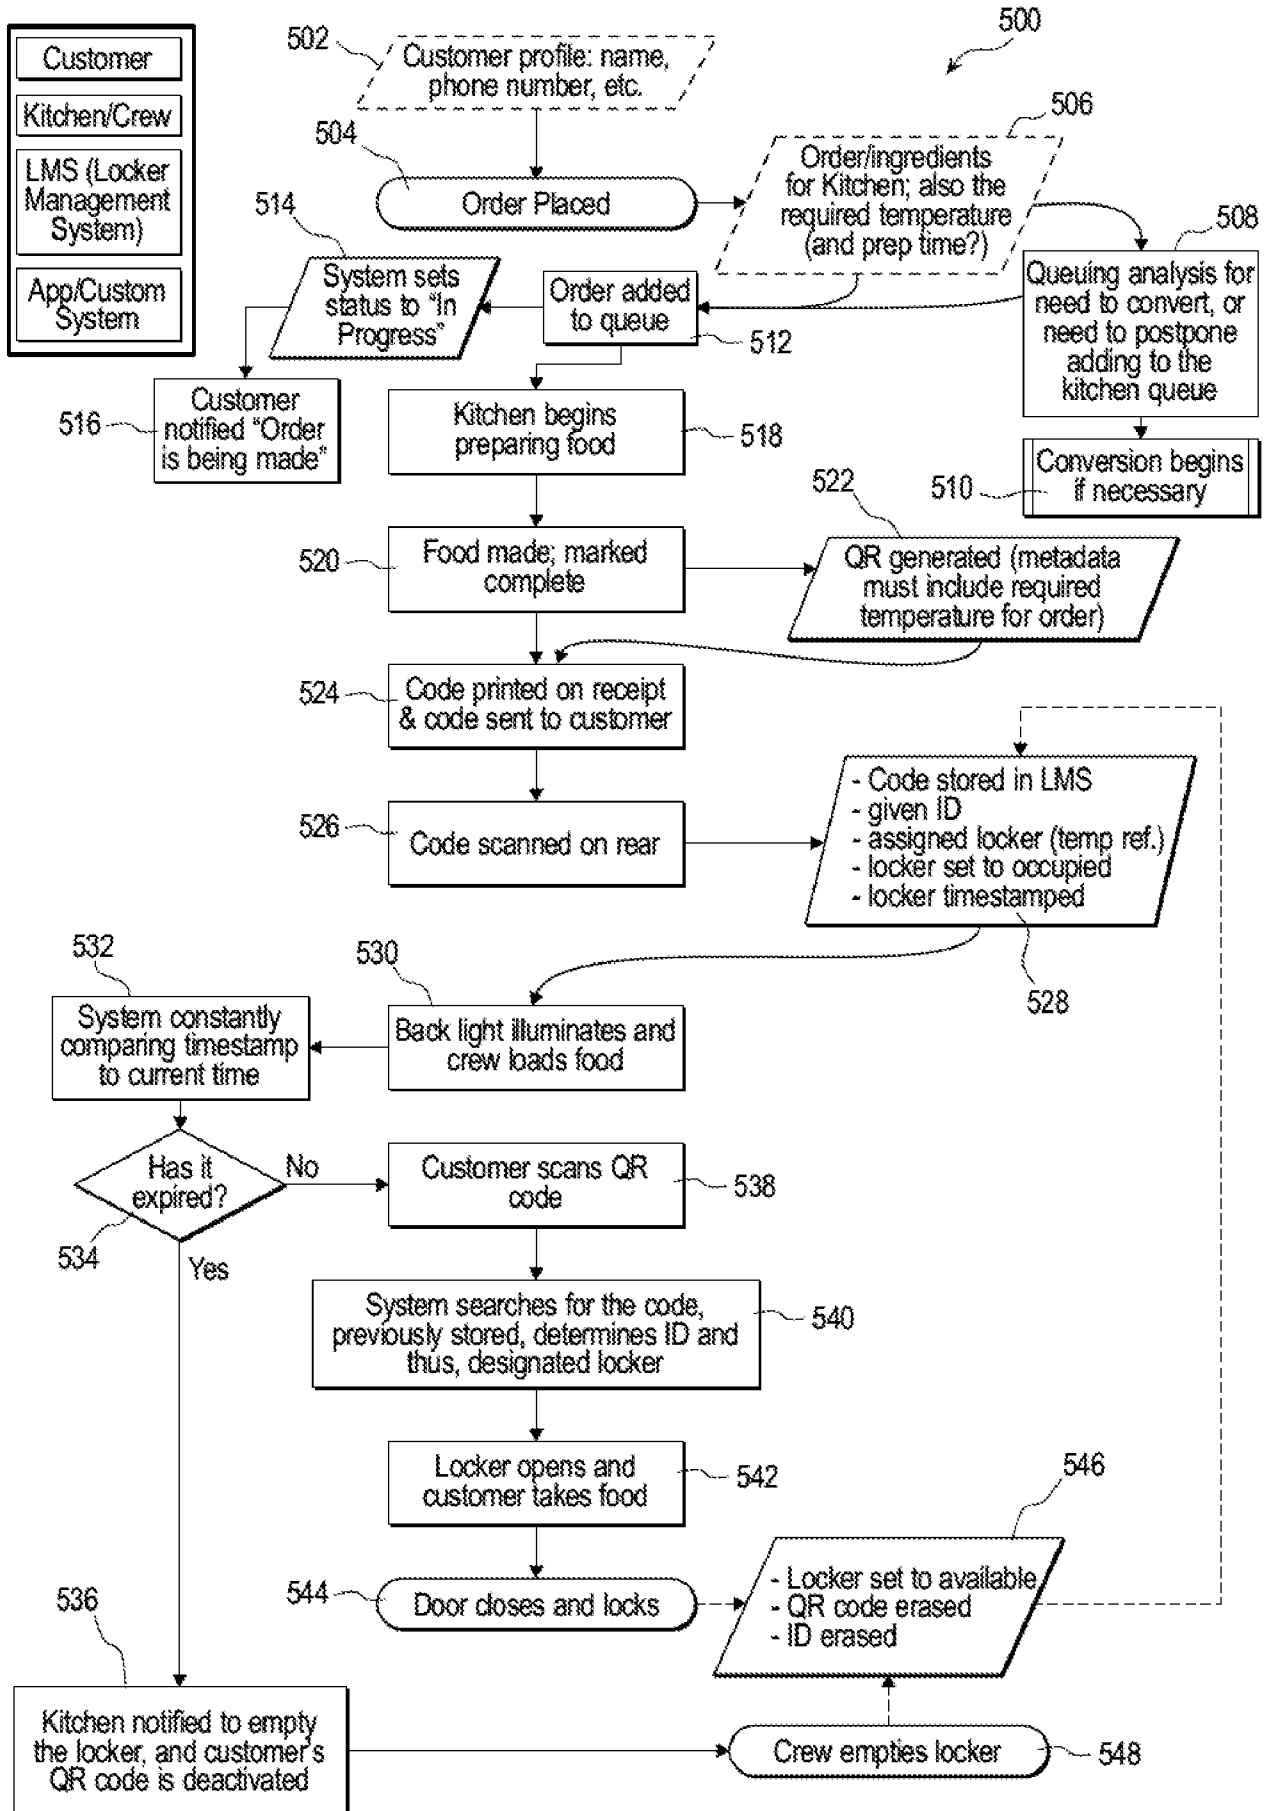 Customer
Kitchen/Crew
LMS (Locker
Management
System)
App/Custom
System
500
502
Customer profile: name,
phone number, etc.
504
Order Placed
506
Order/ingredients
for Kitchen; also the
required temperature
(and prep time?)
508
Queuing analysis for
need to convert, or
need to postpone
adding to the
kitchen queue
510
Conversion begins
if necessary
Order added
to queue
512
514
System sets
status to “In
Progress”
516
Customer
notified “Order
is being made”
Kitchen begins
preparing food
518
520
Food made; marked
complete
522
QR generated (metadata
must include required
temperature for order)
524
Code printed on receipt
& code sent to customer
526
Code scanned on rear
- Code stored in LMS
- given ID
- assigned locker (temp ref.)
- locker set to occupied
- locker timestamped
528
530
Back light illuminates and
crew loads food
532
System constantly
comparing timestamp
to current time
Has it
expired?
534
No
Yes
Customer scans QR
code
538
System searches for the code,
previously stored, determines ID and
thus, designated locker
540
Locker opens and
customer takes food
542
544
Door closes and locks
546
- Locker set to available
- QR code erased
- ID erased
536
Kitchen notified to empty
the locker, and customer's
QR code is deactivated
Crew empties locker
548